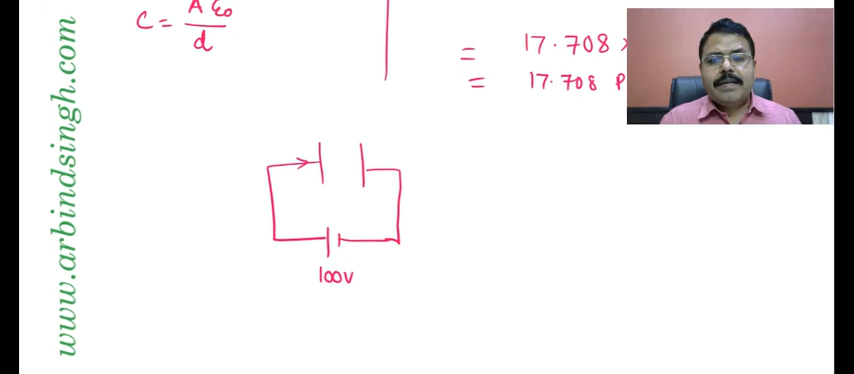 C = Aε₀/d
= 17.708 ×
= 17.708 P
100V
www.arbindsingh.com